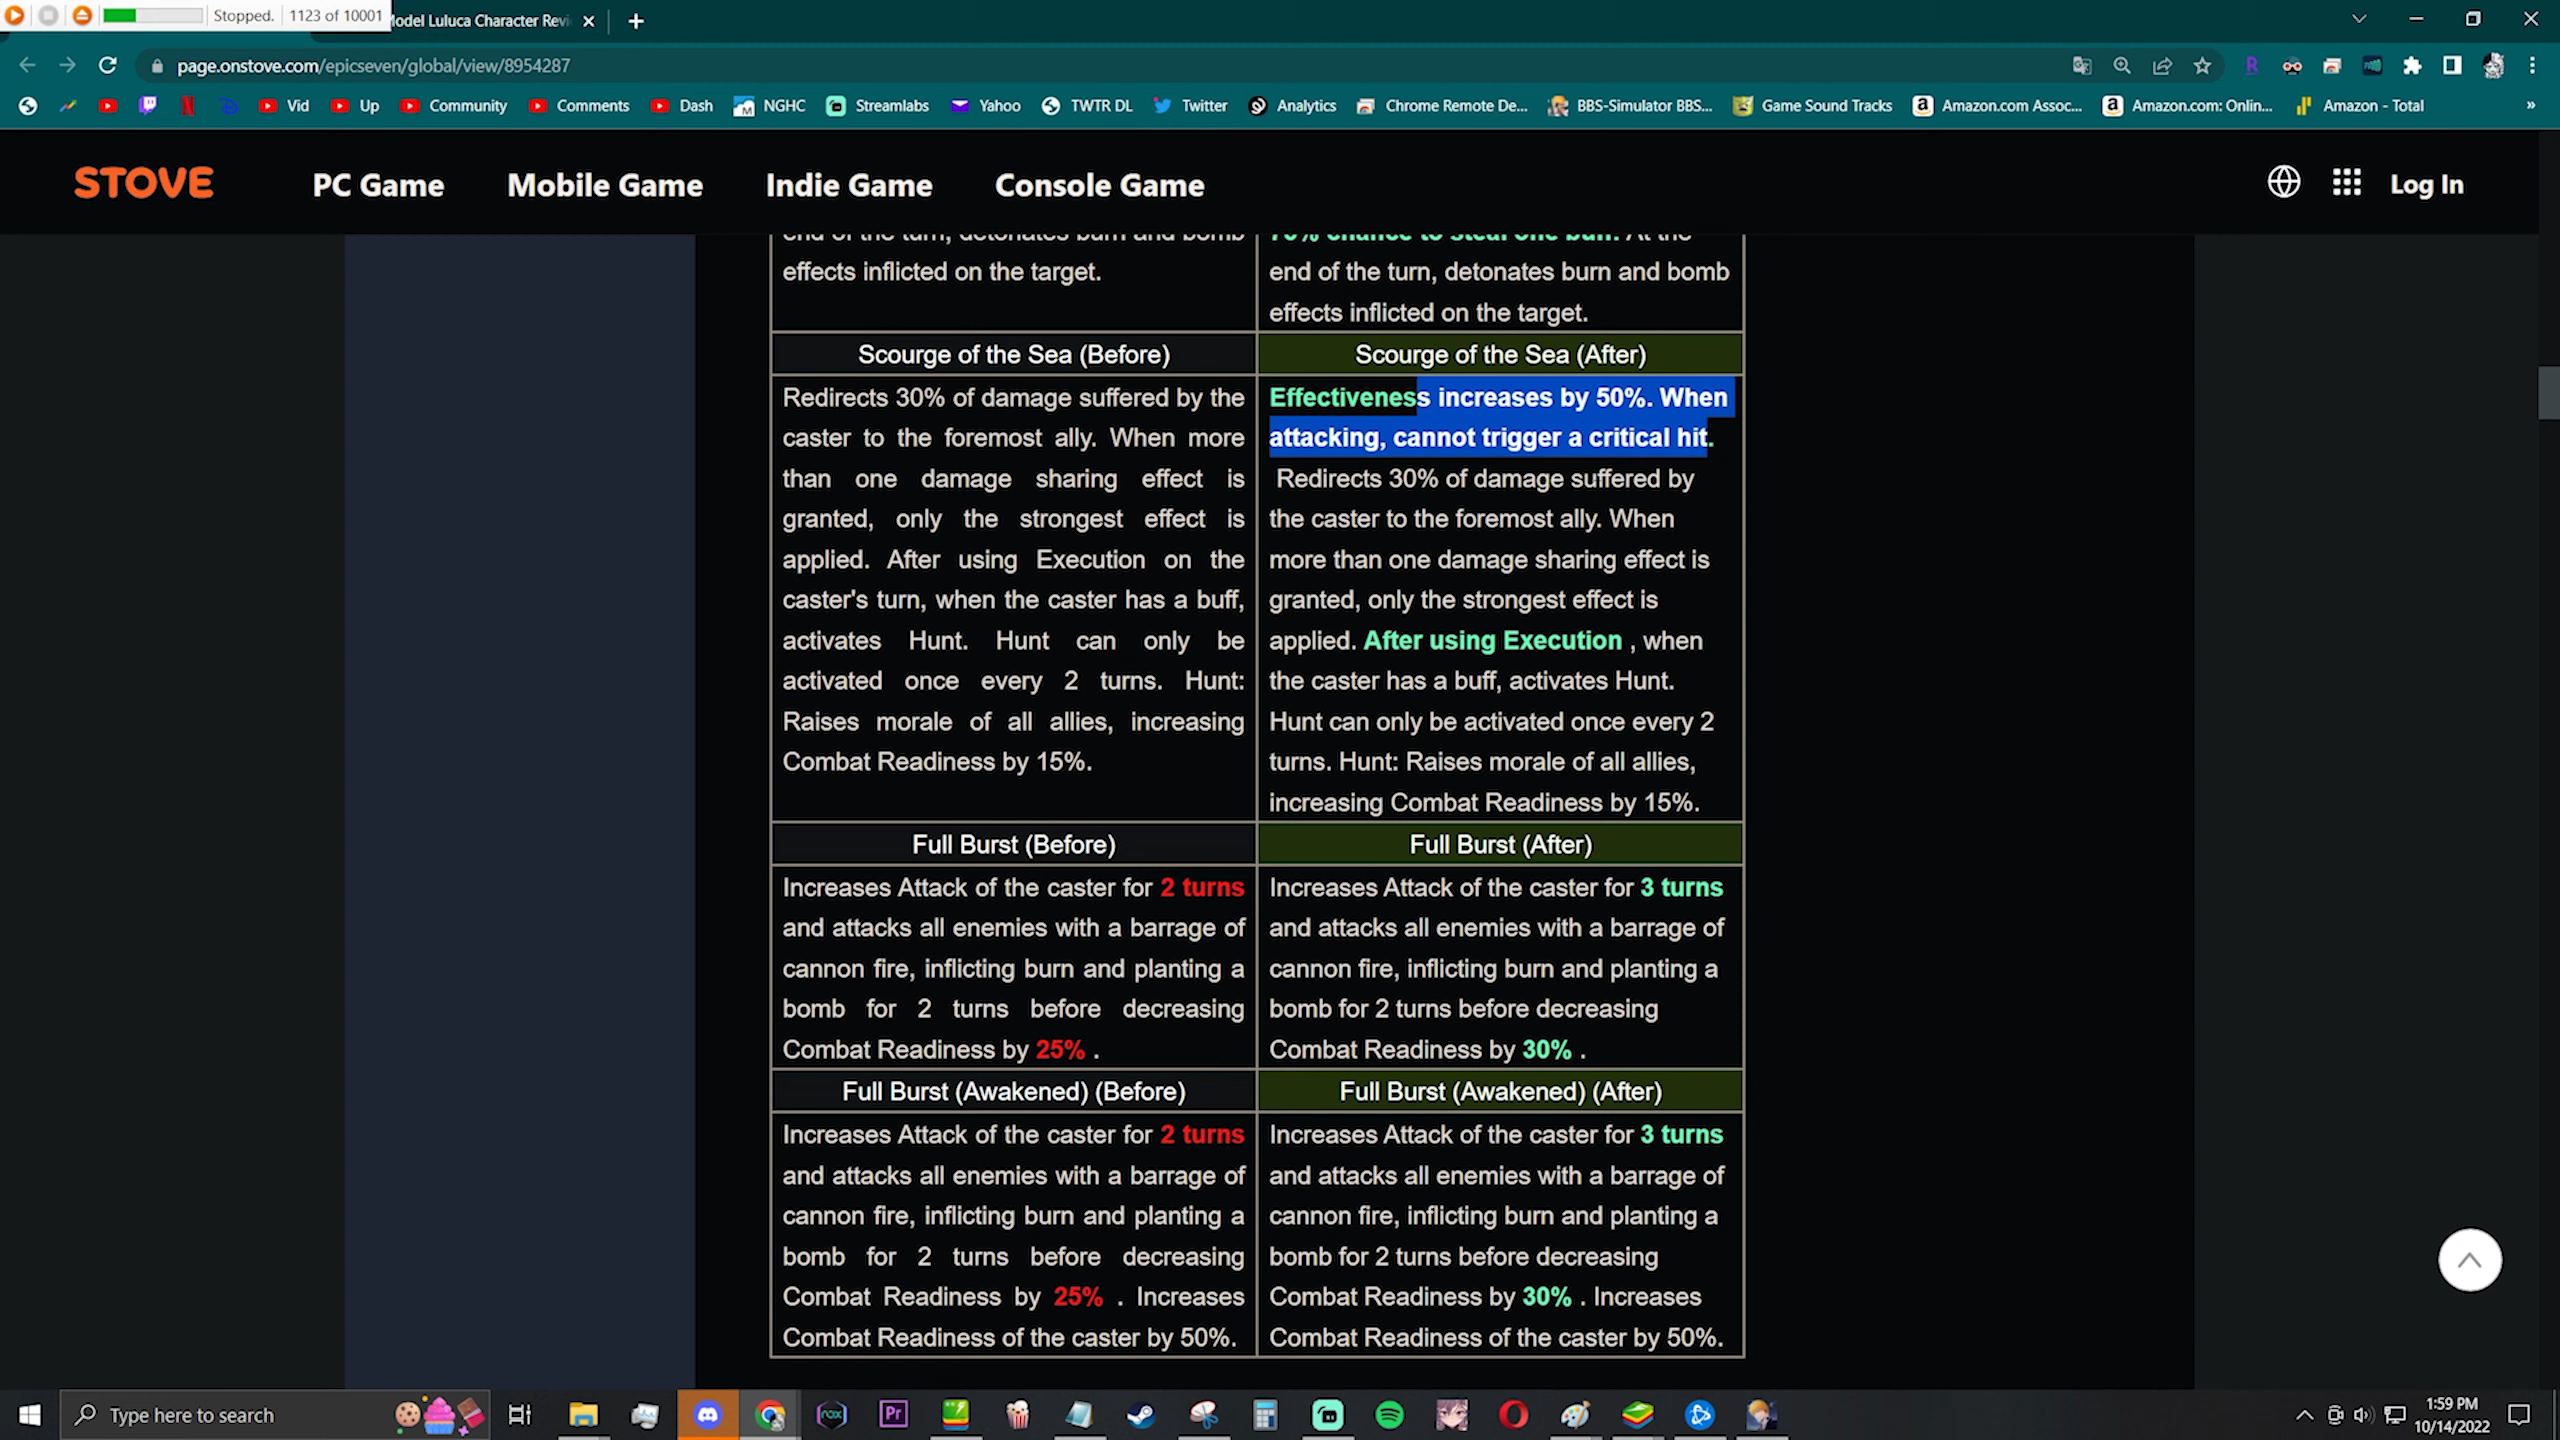 Stopped. 1123 of 10001
odel Luluca Character Revi
page.onstove.com/epicseven/global/view/8954287
Vid Up Community Comments Dash NGHC Streamlabs Yahoo TWTR DL Twitter Analytics Chrome Remote De... BBS-Simulator BBS... Game Sound Tracks Amazon.com Assoc... Amazon.com: Onlin... Amazon - Total
STOVE PC Game Mobile Game Indie Game Console Game Log In
end of the turn, detonates burn and bomb
effects inflicted on the target.
70% chance to steal one buff. At the
end of the turn, detonates burn and bomb
effects inflicted on the target.
Scourge of the Sea (Before)
Scourge of the Sea (After)
Redirects 30% of damage suffered by the
caster to the foremost ally. When more
than one damage sharing effect is
granted, only the strongest effect is
applied. After using Execution on the
caster's turn, when the caster has a buff,
activates Hunt. Hunt can only be
activated once every 2 turns. Hunt:
Raises morale of all allies, increasing
Combat Readiness by 15%.
Effectiveness increases by 50%. When
attacking, cannot trigger a critical hit.
Redirects 30% of damage suffered by
the caster to the foremost ally. When
more than one damage sharing effect is
granted, only the strongest effect is
applied. After using Execution , when
the caster has a buff, activates Hunt.
Hunt can only be activated once every 2
turns. Hunt: Raises morale of all allies,
increasing Combat Readiness by 15%.
Full Burst (Before)
Full Burst (After)
Increases Attack of the caster for 2 turns
and attacks all enemies with a barrage of
cannon fire, inflicting burn and planting a
bomb for 2 turns before decreasing
Combat Readiness by 25% .
Increases Attack of the caster for 3 turns
and attacks all enemies with a barrage of
cannon fire, inflicting burn and planting a
bomb for 2 turns before decreasing
Combat Readiness by 30% .
Full Burst (Awakened) (Before)
Full Burst (Awakened) (After)
Increases Attack of the caster for 2 turns
and attacks all enemies with a barrage of
cannon fire, inflicting burn and planting a
bomb for 2 turns before decreasing
Combat Readiness by 25% . Increases
Combat Readiness of the caster by 50%.
Increases Attack of the caster for 3 turns
and attacks all enemies with a barrage of
cannon fire, inflicting burn and planting a
bomb for 2 turns before decreasing
Combat Readiness by 30% . Increases
Combat Readiness of the caster by 50%.
Type here to search
nox
Pr
1:59 PM
10/14/2022